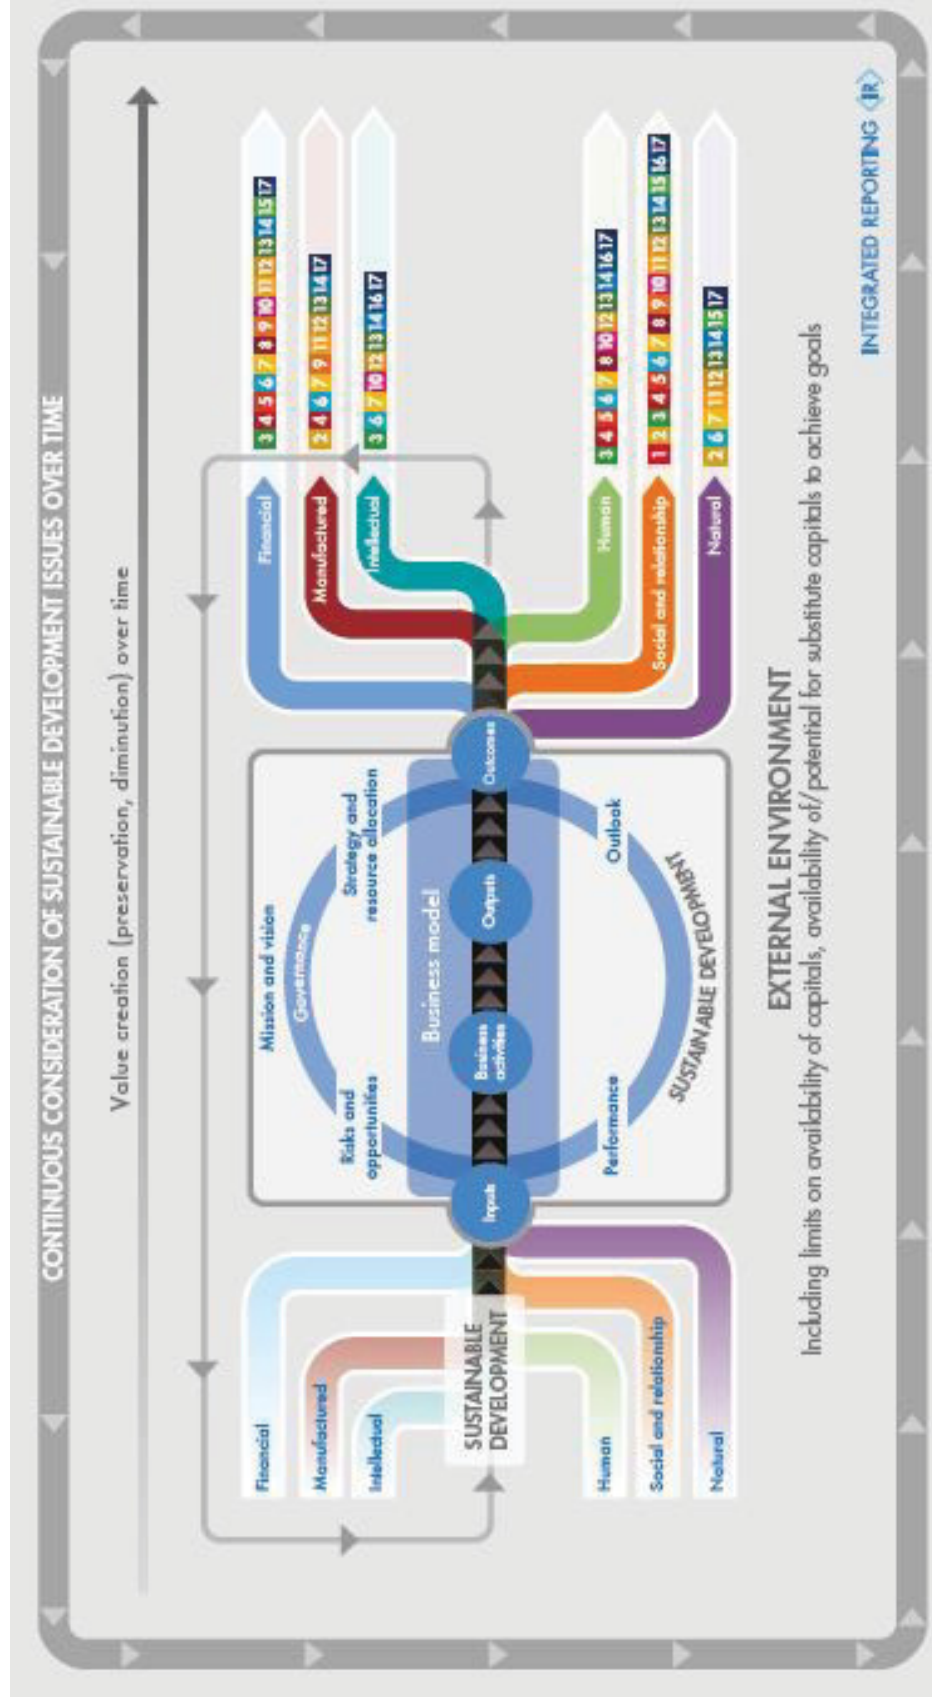 CONTINUOUS CONSIDERATION OF SUSTAINABLE DEVELOPMENT ISSUES OVER TIME
Value creation (preservation, diminution) over time
Financial
Manufactured
Intellectual
SUSTAINABLE
DEVELOPMENT
Human
Social and relationship
Natural
Inputs
Mission and vision
Governance
Risks and
opportunities
Strategy and
resource allocation
Business model
Business
activities
Outputs
Outcomes
Performance
Outlook
SUSTAINABLE DEVELOPMENT
Financial
3 4 5 6 7 8 9 10 11 12 13 14 15 17
Manufactured
2 4 6 7 9 11 12 13 14 17
Intellectual
3 6 7 10 12 13 14 16 17
Human
3 4 5 6 7 8 10 12 13 14 16 17
Social and relationship
1 2 3 4 5 6 7 8 9 10 11 12 13 14 15 16 17
Natural
2 6 7 11 12 13 14 15 17
EXTERNAL ENVIRONMENT
Including limits on availability of capitals, availability of/potential for substitute capitals to achieve goals
INTEGRATED REPORTING <IR>